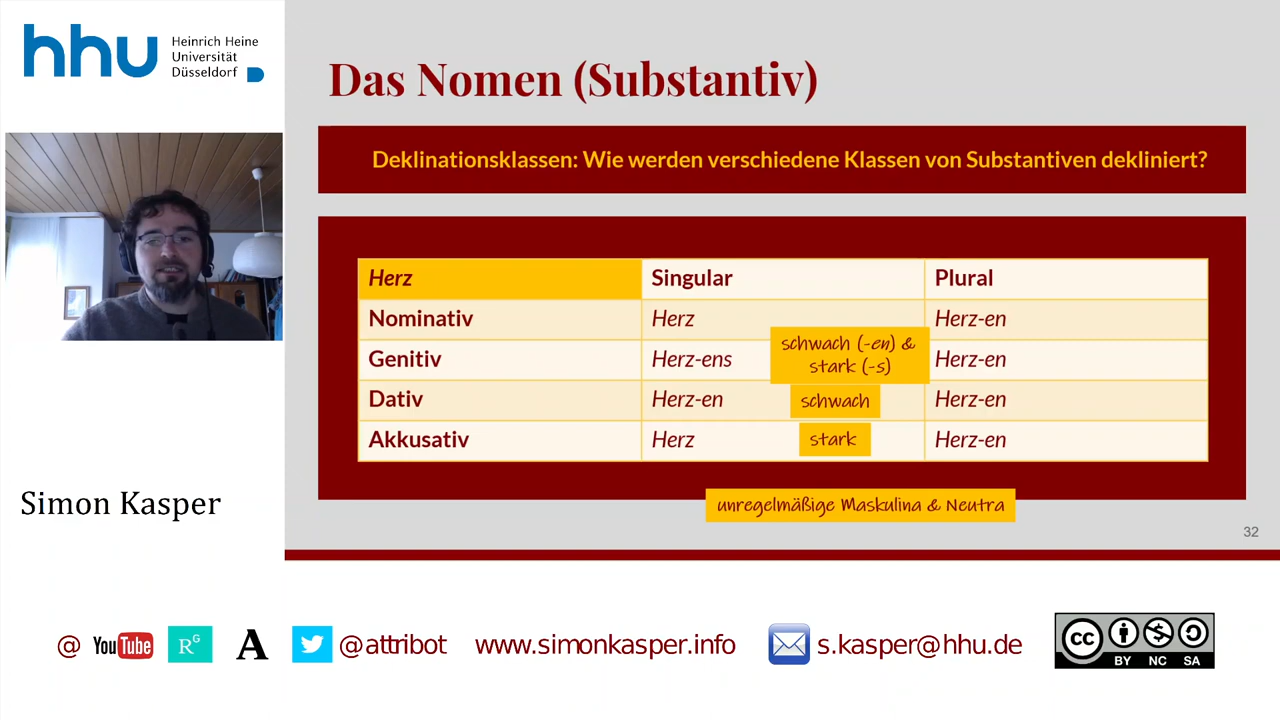 hhu Heinrich Heine
Universität
Düsseldorf
Das Nomen (Substantiv)
Deklinationsklassen: Wie werden verschiedene Klassen von Substantiven dekliniert?
Herz Singular Plural
Nominativ Herz Herz-en
Genitiv Herz-ens schwach (-en) & stark (-s) Herz-en
Dativ Herz-en schwach Herz-en
Akkusativ Herz stark Herz-en
unregelmäßige Maskulina & Neutra
32
Simon Kasper
@ YouTube RG A @attribot www.simonkasper.info s.kasper@hhu.de cc BY NC SA